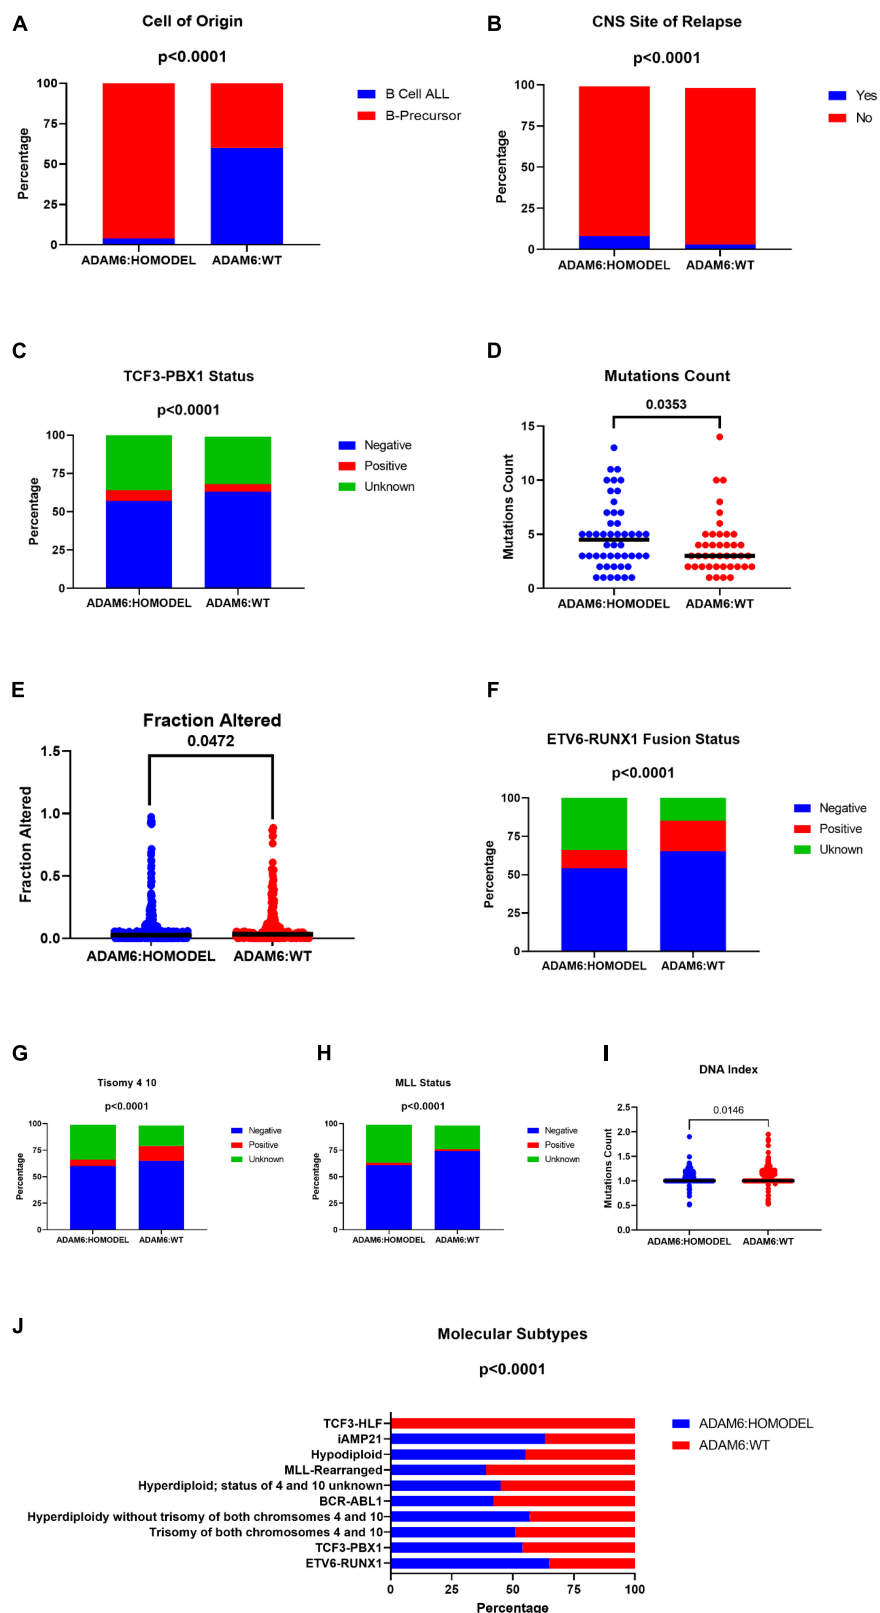 A
Cell of Origin
p<0.0001
100
75
50
25
0
Percentage
ADAM6:HOMODEL
ADAM6:WT
B Cell ALL
B-Precursor
B
CNS Site of Relapse
p<0.0001
100
75
50
25
0
Percentage
ADAM6:HOMODEL
ADAM6:WT
Yes
No
C
TCF3-PBX1 Status
p<0.0001
100
75
50
25
0
Percentage
ADAM6:HOMODEL
ADAM6:WT
Negative
Positive
Unknown
D
Mutations Count
0.0353
15
10
5
0
Mutations Count
ADAM6:HOMODEL
ADAM6:WT
E
Fraction Altered
0.0472
1.5
1.0
0.5
0.0
Fraction Altered
ADAM6:HOMODEL
ADAM6:WT
F
ETV6-RUNX1 Fusion Status
p<0.0001
100
75
50
25
0
Percentage
ADAM6:HOMODEL
ADAM6:WT
Negative
Positive
Uknown
G
Tisomy 4 10
p<0.0001
100
75
50
25
0
Percentage
ADAM6:HOMODEL
ADAM6:WT
Negative
Positive
Unknown
H
MLL Status
p<0.0001
100
75
50
25
0
Percentage
ADAM6:HOMODEL
ADAM6:WT
Negative
Positive
Unknown
I
DNA Index
0.0146
2.5
2.0
1.5
1.0
0.5
0.0
Mutations Count
ADAM6:HOMODEL
ADAM6:WT
J
Molecular Subtypes
p<0.0001
TCF3-HLF
iAMP21
Hypodiploid
MLL-Rearranged
Hyperdiploid; status of 4 and 10 unknown
BCR-ABL1
Hyperdiploidy without trisomy of both chromsomes 4 and 10
Trisomy of both chromosomes 4 and 10
TCF3-PBX1
ETV6-RUNX1
0
25
50
75
100
Percentage
ADAM6:HOMODEL
ADAM6:WT